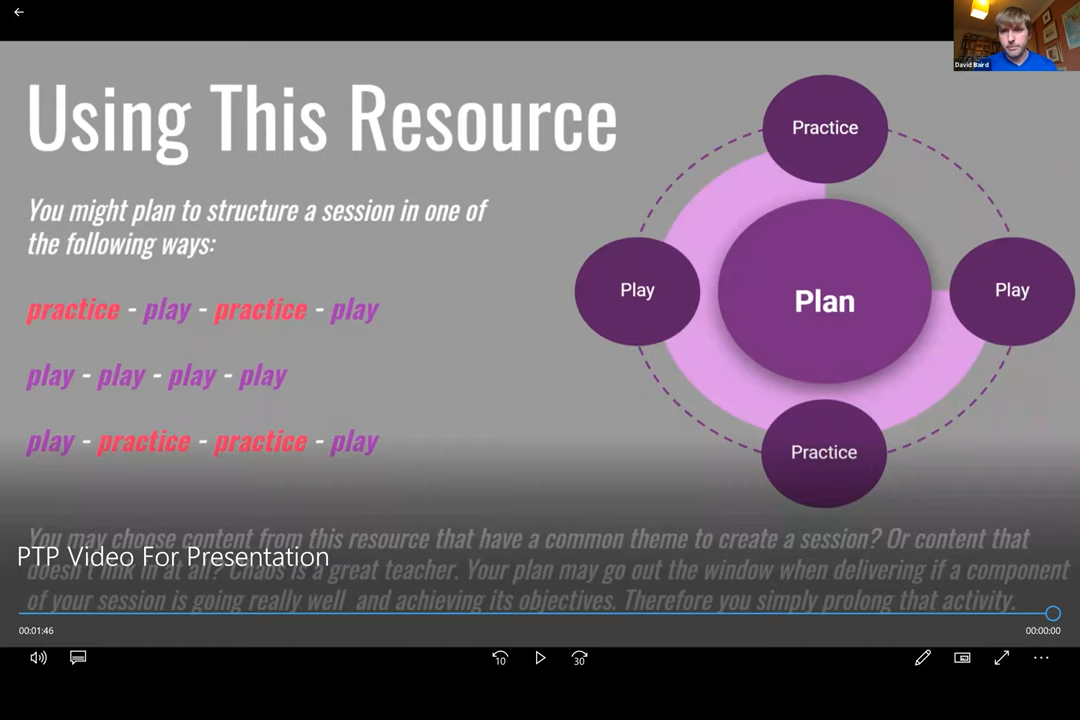 David Baird
Using This Resource
You might plan to structure a session in one of
the following ways:
practice - play - practice - play
play - play - play - play
play - practice - practice - play
Practice
Play
Plan
Play
Practice
You may choose content from this resource that have a common theme to create a session? Or content that
doesn't link in at all? Chaos is a great teacher. Your plan may go out the window when delivering if a component
of your session is going really well and achieving its objectives. Therefore you simply prolong that activity.
PTP Video For Presentation
00:01:46
00:00:00
10
30